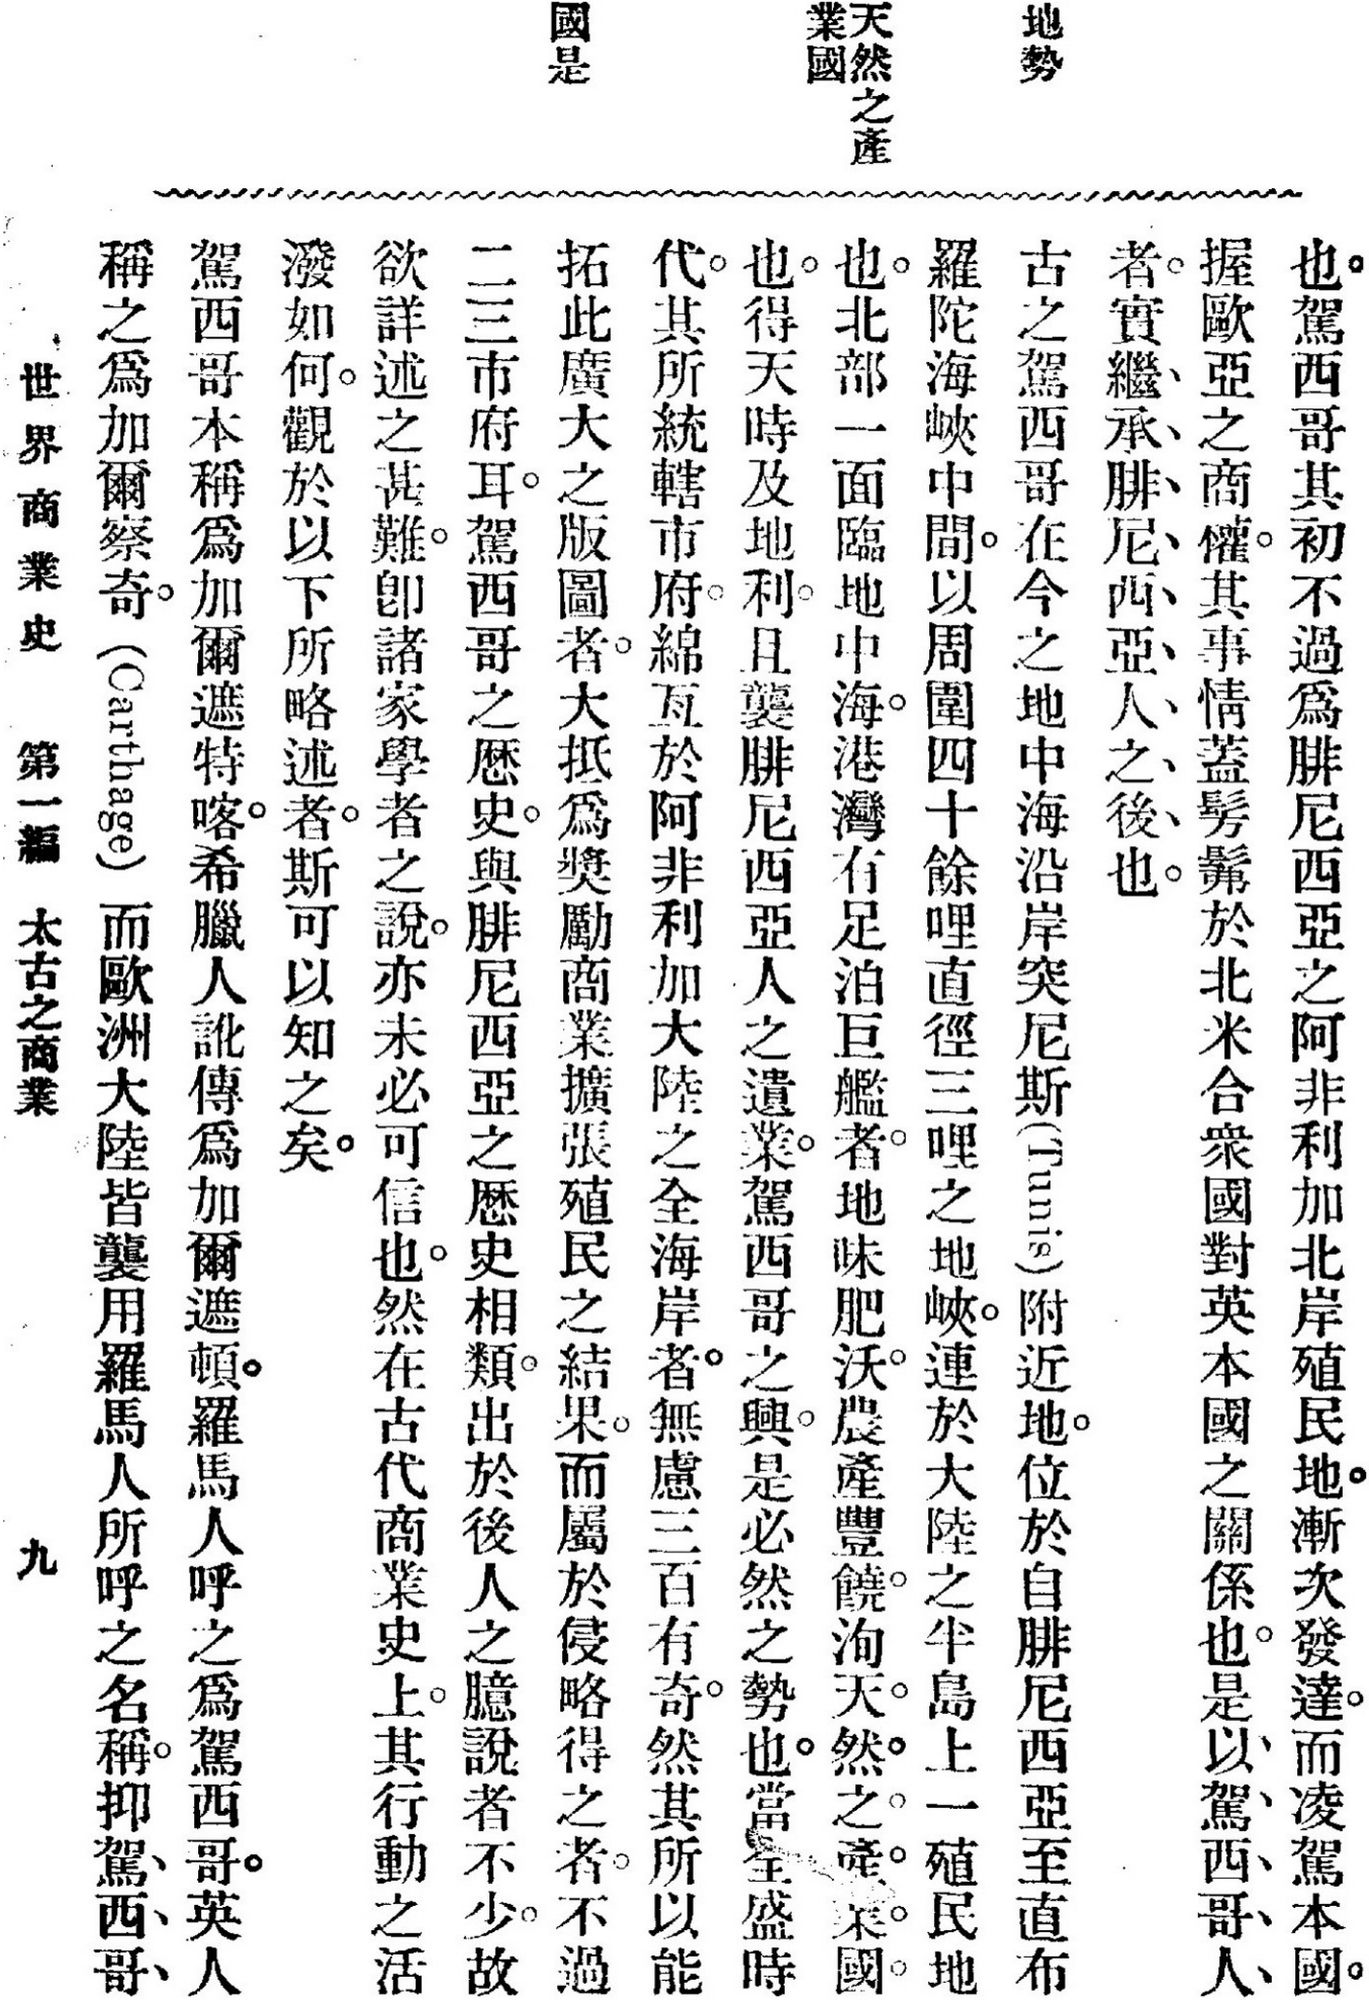 地勢
天然之產
業國
國是
也。駕西哥其初不過爲腓尼西亞之阿非利加北岸殖民地。漸次發達。而凌駕本國。
握歐亞之商權。其事情蓋髣髴於北米合衆國對英本國之關係也。是以、駕、西、哥、人、
者。實繼、承、腓、尼、西、亞、人、之、後、也。
古之駕西哥在今之地中海沿岸突尼斯(Tunis)附近地。位於自腓尼西亞至直布
羅陀海峽中間。以周圍四十餘哩直徑三哩之地峽。連於大陸之半島上一殖民地
也。北部一面臨地中海。港灣有足泊巨艦者。地味肥沃。農產豐饒。洵天。然。之。產。業。國。
也。得天時及地利。且襲腓尼西亞人之遺業。駕西哥之興。是必然之勢也。當全盛時
代。其所統轄市府。綿亙於阿非利加大陸之全海岸者。無慮三百有奇。然其所以能
拓此廣大之版圖者。大抵爲獎勵商業擴張殖民之結果。而屬於侵略得之者。不過
二三市府耳。駕西哥之歷史。與腓尼西亞之歷史相類。出於後人之臆說者不少。故
欲詳述之甚難。卽諸家學者之說。亦未必可信也。然在古代商業史上。其行動之活
潑如何。觀於以下所略述者。斯可以知之矣。
駕西哥本稱爲加爾遮特喀。希臘人訛傳爲加爾遮頓。羅馬人呼之爲駕西哥。英人
稱之爲加爾察奇。(Carthage)而歐洲大陸皆襲用羅馬人所呼之名稱。抑駕、西、哥、
世界商業史　第一編　太古之商業　九